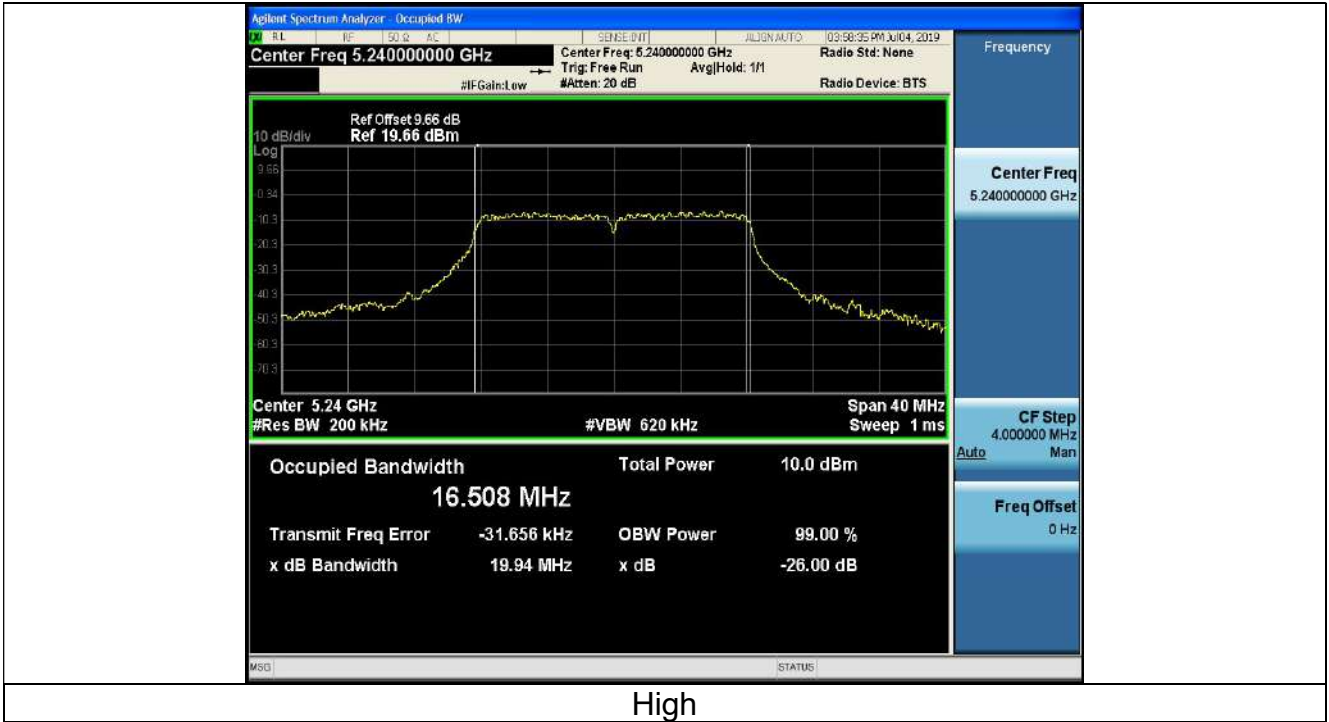 Agilent Spectrum Analyzer - Occupied BW
RL RF 50 Ω AC SENSE:INT ALIGN AUTO 03:58:35 PM Jul 04, 2019
Center Freq 5.240000000 GHz
Center Freq: 5.240000000 GHz
Radio Std: None
Trig: Free Run Avg|Hold: 1/1
#IFGain:Low
#Atten: 20 dB
Radio Device: BTS
Ref Offset 9.66 dB
10 dB/div Ref 19.66 dBm
Log
9.66
-0.34
-10.3
-20.3
-30.3
-40.3
-50.3
-60.3
-70.3
Center 5.24 GHz Span 40 MHz
#Res BW 200 kHz #VBW 620 kHz Sweep 1 ms
Occupied Bandwidth Total Power 10.0 dBm
16.508 MHz
Transmit Freq Error -31.656 kHz OBW Power 99.00 %
x dB Bandwidth 19.94 MHz x dB -26.00 dB
MSG STATUS
Frequency
Center Freq
5.240000000 GHz
CF Step
4.000000 MHz
Auto Man
Freq Offset
0 Hz
High